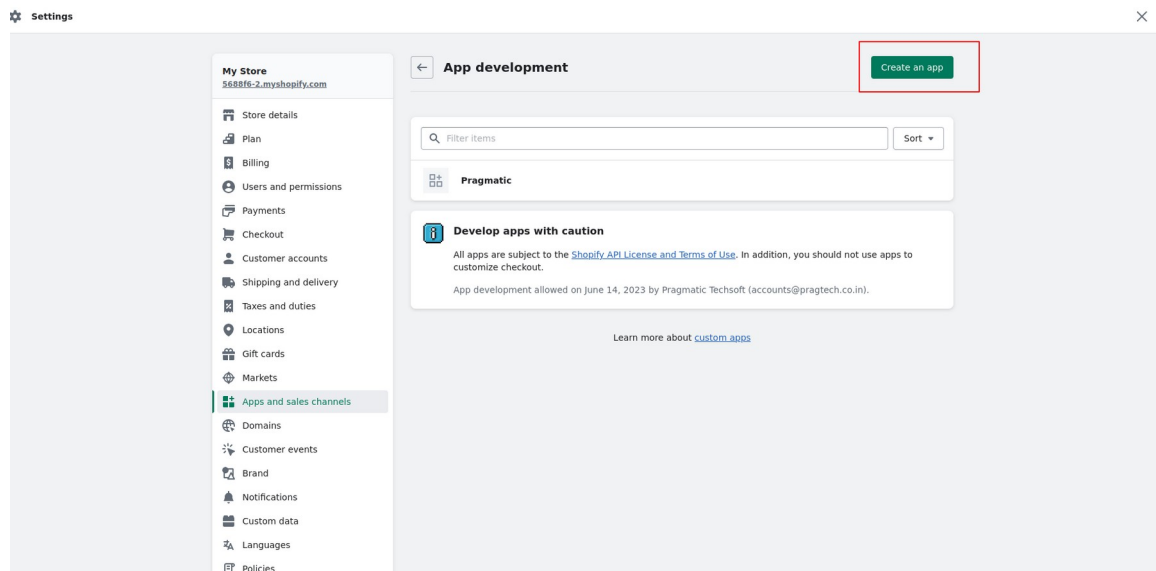 Settings
My Store
5688f6-2.myshopify.com
Store details
Plan
Billing
Users and permissions
Payments
Checkout
Customer accounts
Shipping and delivery
Taxes and duties
Locations
Gift cards
Markets
Apps and sales channels
Domains
Customer events
Brand
Notifications
Custom data
Languages
Policies
App development
Create an app
Filter items
Sort
Pragmatic
Develop apps with caution
All apps are subject to the Shopify API License and Terms of Use. In addition, you should not use apps to
customize checkout.
App development allowed on June 14, 2023 by Pragmatic Techsoft (accounts@pragtech.co.in).
Learn more about custom apps